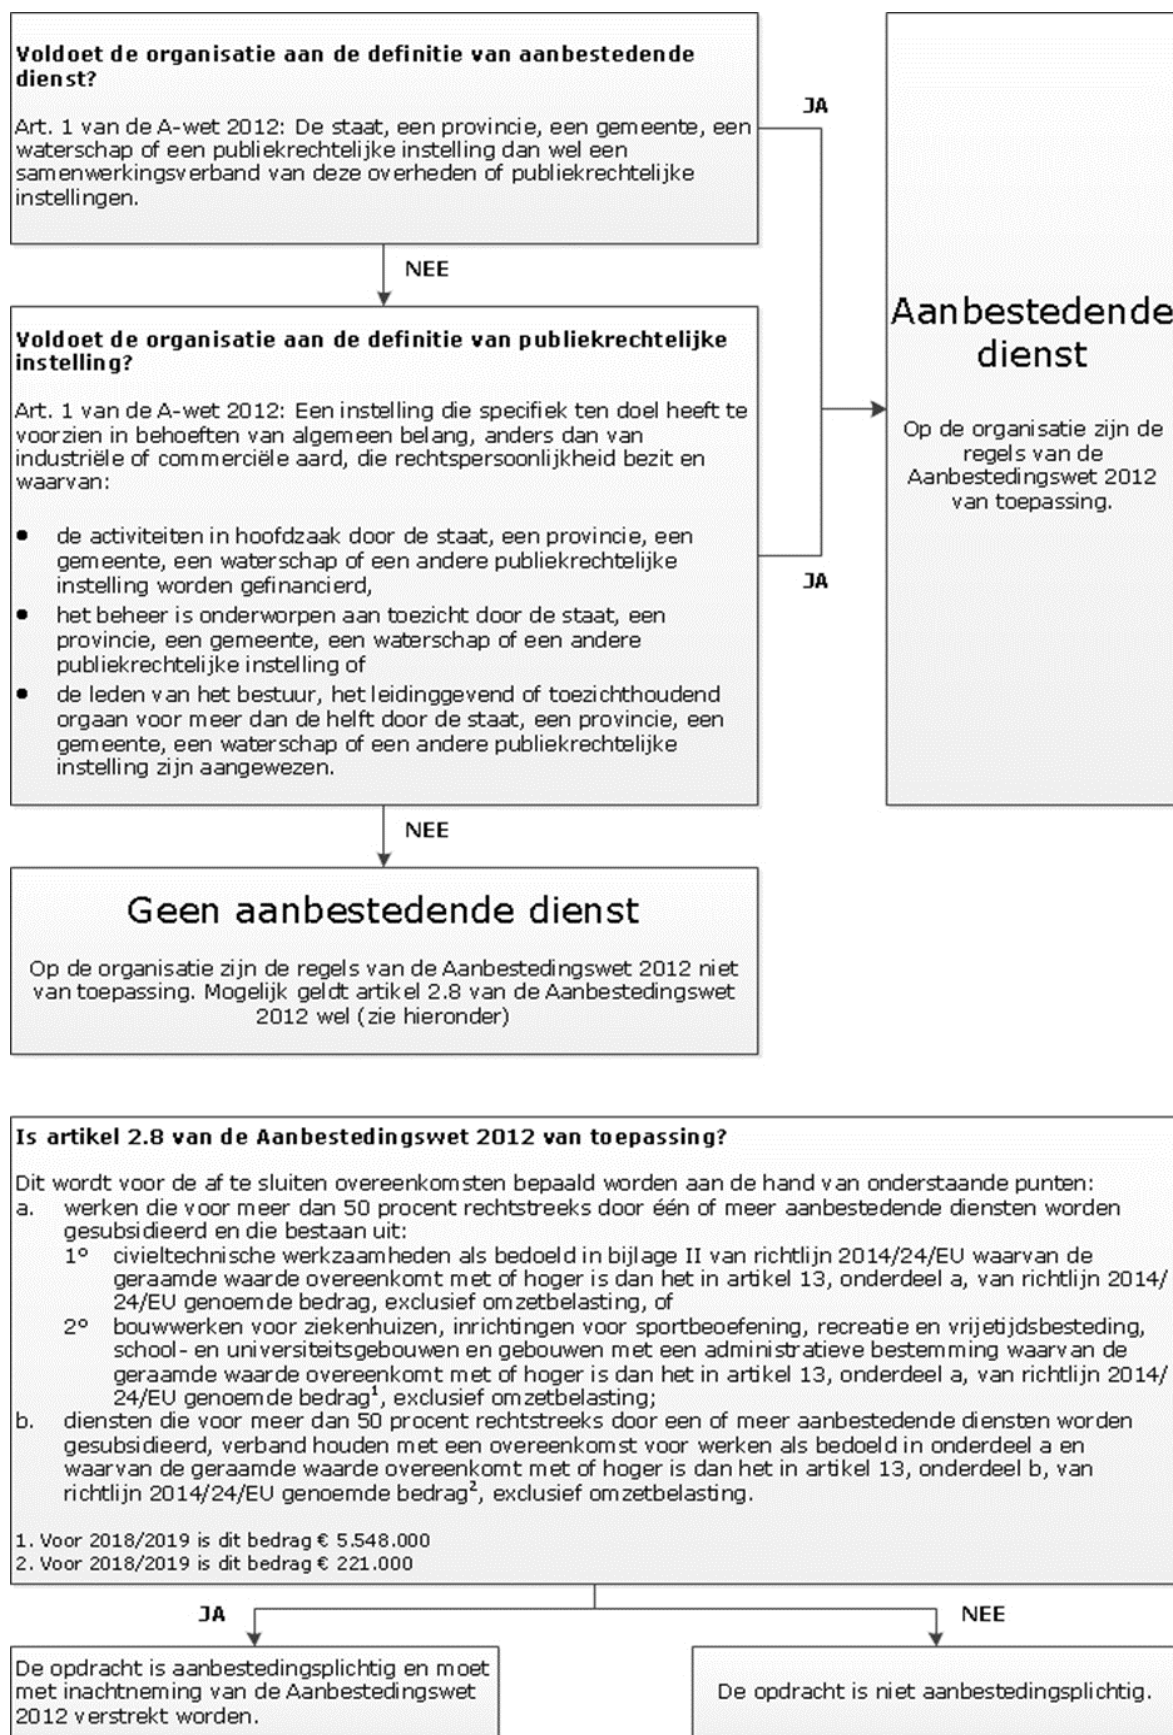 Voldoet de organisatie aan de definitie van aanbestedende
dienst?
Art. 1 van de A-wet 2012: De staat, een provincie, een gemeente, een
waterschap of een publiekrechtelijke instelling dan wel een
samenwerkingsverband van deze overheden of publiekrechtelijke
instellingen.
JA
NEE
Voldoet de organisatie aan de definitie van publiekrechtelijke
instelling?
Art. 1 van de A-wet 2012: Een instelling die specifiek ten doel heeft te
voorzien in behoeften van algemeen belang, anders dan van
industriële of commerciële aard, die rechtspersoonlijkheid bezit en
waarvan:
● de activiteiten in hoofdzaak door de staat, een provincie, een
gemeente, een waterschap of een andere publiekrechtelijke
instelling worden gefinancierd,
● het beheer is onderworpen aan toezicht door de staat, een
provincie, een gemeente, een waterschap of een andere
publiekrechtelijke instelling of
● de leden van het bestuur, het leidinggevend of toezichthoudend
orgaan voor meer dan de helft door de staat, een provincie, een
gemeente, een waterschap of een andere publiekrechtelijke
instelling zijn aangewezen.
JA
Aanbestedende
dienst
Op de organisatie zijn de
regels van de
Aanbestedingswet 2012
van toepassing.
NEE
Geen aanbestedende dienst
Op de organisatie zijn de regels van de Aanbestedingswet 2012 niet
van toepassing. Mogelijk geldt artikel 2.8 van de Aanbestedingswet
2012 wel (zie hieronder)
Is artikel 2.8 van de Aanbestedingswet 2012 van toepassing?
Dit wordt voor de af te sluiten overeenkomsten bepaald worden aan de hand van onderstaande punten:
a. werken die voor meer dan 50 procent rechtstreeks door één of meer aanbestedende diensten worden
gesubsidieerd en die bestaan uit:
1° civieltechnische werkzaamheden als bedoeld in bijlage II van richtlijn 2014/24/EU waarvan de
geraamde waarde overeenkomt met of hoger is dan het in artikel 13, onderdeel a, van richtlijn 2014/
24/EU genoemde bedrag, exclusief omzetbelasting, of
2° bouwwerken voor ziekenhuizen, inrichtingen voor sportbeoefening, recreatie en vrijetijdsbesteding,
school- en universiteitsgebouwen en gebouwen met een administratieve bestemming waarvan de
geraamde waarde overeenkomt met of hoger is dan het in artikel 13, onderdeel a, van richtlijn 2014/
24/EU genoemde bedrag¹, exclusief omzetbelasting;
b. diensten die voor meer dan 50 procent rechtstreeks door een of meer aanbestedende diensten worden
gesubsidieerd, verband houden met een overeenkomst voor werken als bedoeld in onderdeel a en
waarvan de geraamde waarde overeenkomt met of hoger is dan het in artikel 13, onderdeel b, van
richtlijn 2014/24/EU genoemde bedrag², exclusief omzetbelasting.
1. Voor 2018/2019 is dit bedrag € 5.548.000
2. Voor 2018/2019 is dit bedrag € 221.000
JA
NEE
De opdracht is aanbestedingsplichtig en moet
met inachtneming van de Aanbestedingswet
2012 verstrekt worden.
De opdracht is niet aanbestedingsplichtig.